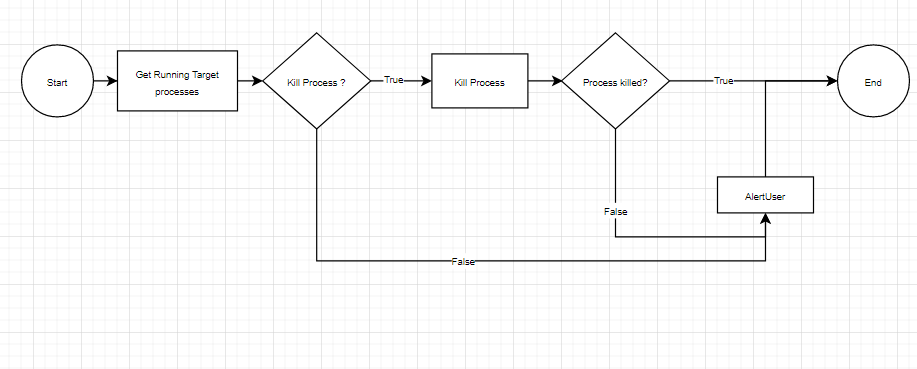 Start
Get Running Target
processes
Kill Process ?
True
Kill Process
Process killed?
True
End
AlertUser
False
False